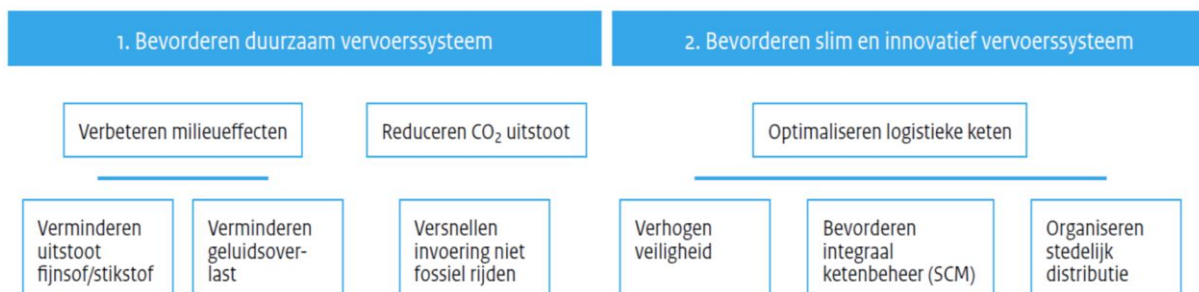 1. Bevorderen duurzaam vervoerssysteem
2. Bevorderen slim en innovatief vervoerssysteem
Verbeteren milieueffecten
Reduceren CO₂ uitstoot
Optimaliseren logistieke keten
Verminderen
uitstoot
fijnsof/stikstof
Verminderen
geluidsover-
last
Versnellen
invoering niet
fossiel rijden
Verhogen
veiligheid
Bevorderen
integraal
ketenbeheer (SCM)
Organiseren
stedelijk
distributie